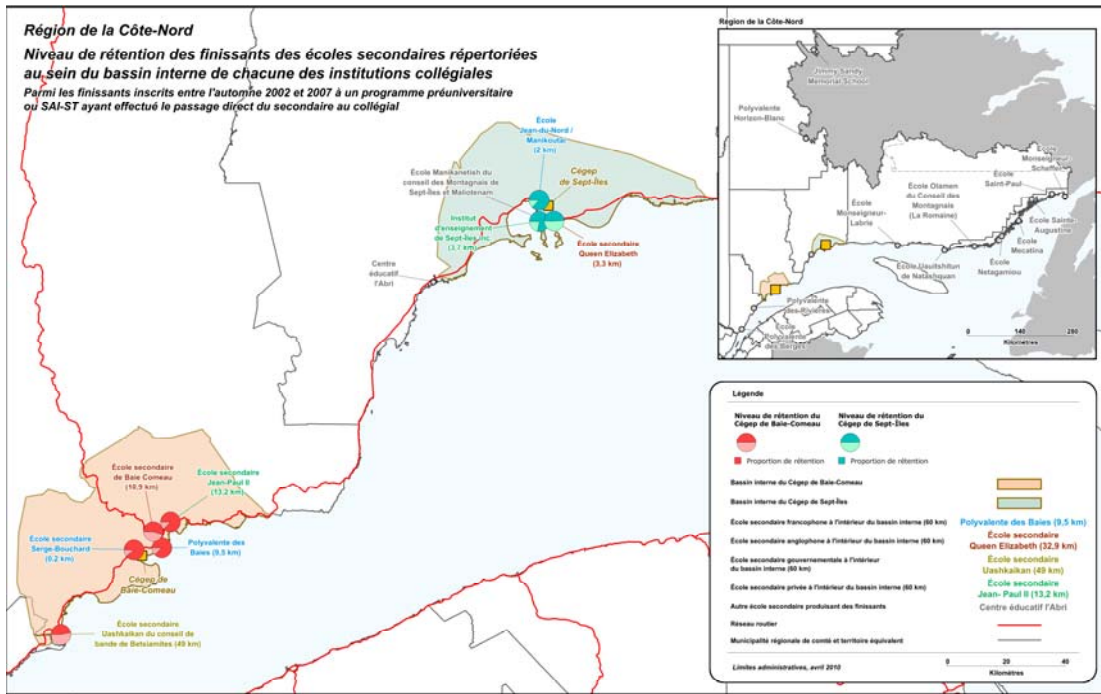 Région de la Côte-Nord
Niveau de rétention des finissants des écoles secondaires répertoriées
au sein du bassin interne de chacune des institutions collégiales
Parmi les finissants inscrits entre l'automne 2002 et 2007 à un programme préuniversitaire
ou SAI-ST ayant effectué le passage direct du secondaire au collégial
École
Jean-du-Nord /
Manikoutai
(2 km)
École Manikanetish du
conseil des Montagnais de
Sept-Îles et Maliotenam
Cégep
de Sept-Îles
Institut
d'enseignement
de Sept-Îles inc.
(3,7 km)
École secondaire
Queen Elizabeth
(3,3 km)
Centre
éducatif
l'Abri
École secondaire
de Baie Comeau
(10,9 km)
École secondaire
Jean-Paul II
(13,2 km)
École secondaire
Serge-Bouchard
(0,2 km)
Polyvalente des
Baies (9,5 km)
Cégep de
Baie-Comeau
École secondaire
Uashkaikan du conseil de
bande de Betsiamites (49 km)
Région de la Côte-Nord
Jimmy Sandy
Memorial School
Polyvalente
Horizon-Blanc
École
Monseigneur-
Scheffer
École
Saint-Paul
École Olamen
du Conseil des
Montagnais
(La Romaine)
École
Monseigneur-
Labrie
École Sainte
Augustine
École
Mecatina
École
Netagamiou
École Uauitshitun
de Natashquan
Polyvalente
des-Rivières
École
Polyvalente
des Berges
0 140 280
Kilomètres
Légende
Niveau de rétention du
Cégep de Baie-Comeau
Niveau de rétention du
Cégep de Sept-Îles
Proportion de rétention
Proportion de rétention
Bassin interne du Cégep de Baie-Comeau
Bassin interne du Cégep de Sept-Îles
École secondaire francophone à l'intérieur du bassin interne (60 km)
Polyvalente des Baies (9,5 km)
École secondaire anglophone à l'intérieur du bassin interne (60 km)
École secondaire
Queen Elizabeth (32,9 km)
École secondaire gouvernementale à l'intérieur
du bassin interne (60 km)
École secondaire
Uashkaikan (49 km)
École secondaire privée à l'intérieur du bassin interne (60 km)
École secondaire
Jean- Paul II (13,2 km)
Autre école secondaire produisant des finissants
Centre éducatif l'Abri
Réseau routier
Municipalité régionale de comté et territoire équivalent
Limites administratives, avril 2010
0 20 40
Kilomètres